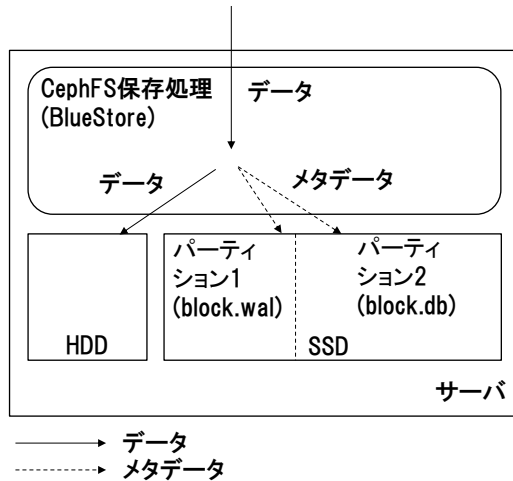 CephFS保存処理
(BlueStore)
データ
データ
メタデータ
パーティ
ション1
(block.wal)
パーティ
ション2
(block.db)
HDD
SSD
サーバ
データ
メタデータ